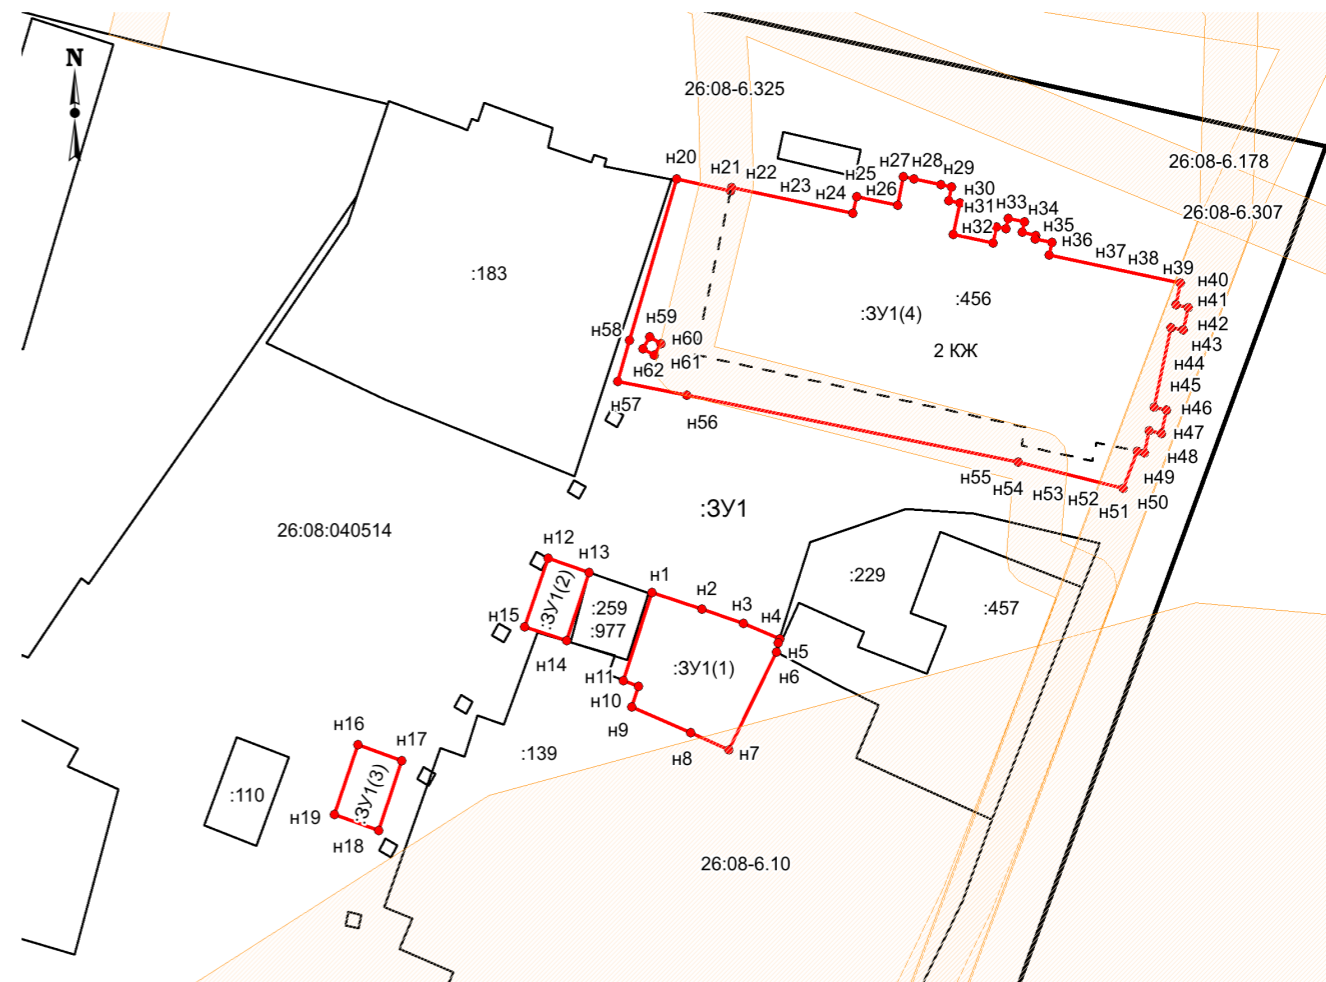 N
26:08-6.325
26:08-6.178
26:08-6.307
н20
н21
н22
н23
н24
н25
н26
н27
н28
н29
н30
н31
н32
н33
н34
н35
н36
н37
н38
н39
н40
н41
н42
н43
н44
н45
н46
н47
н48
н49
н50
н51
н52
н53
н54
н55
н56
н57
н58
н59
н60
н61
н62
:183
:456
:ЗУ1(4)
2 КЖ
:ЗУ1
26:08:040514
н12
н13
:ЗУ1(2)
н15
н14
:259
:977
н1
н2
н3
н4
н5
н6
:ЗУ1(1)
н11
н10
н9
н8
н7
:229
:457
:139
н16
н17
:ЗУ1(3)
н19
н18
:110
26:08-6.10